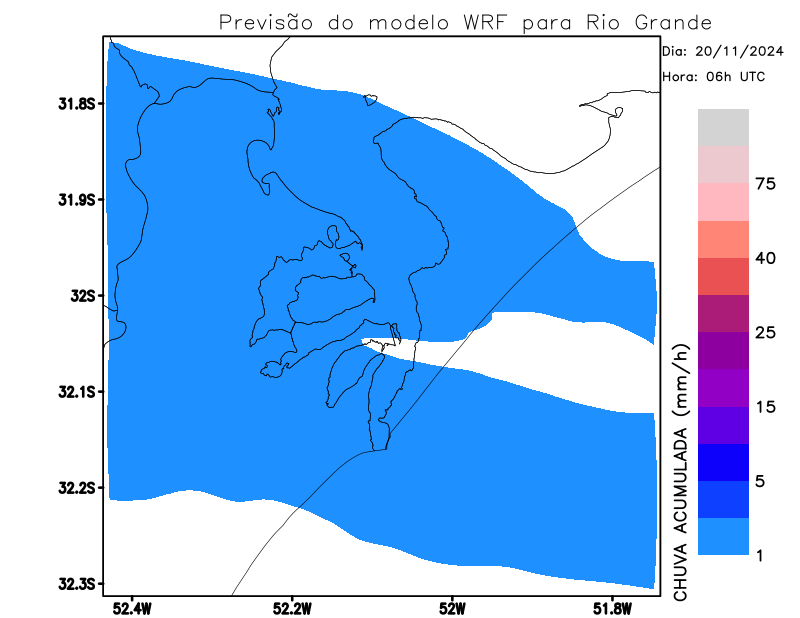 Previsão do modelo WRF para Rio Grande
Dia: 20/11/2024
Hora: 06h UTC
31.8S
31.9S
32S
32.1S
32.2S
32.3S
52.4W
52.2W
52W
51.8W
75
40
25
15
5
1
CHUVA ACUMULADA (mm/h)